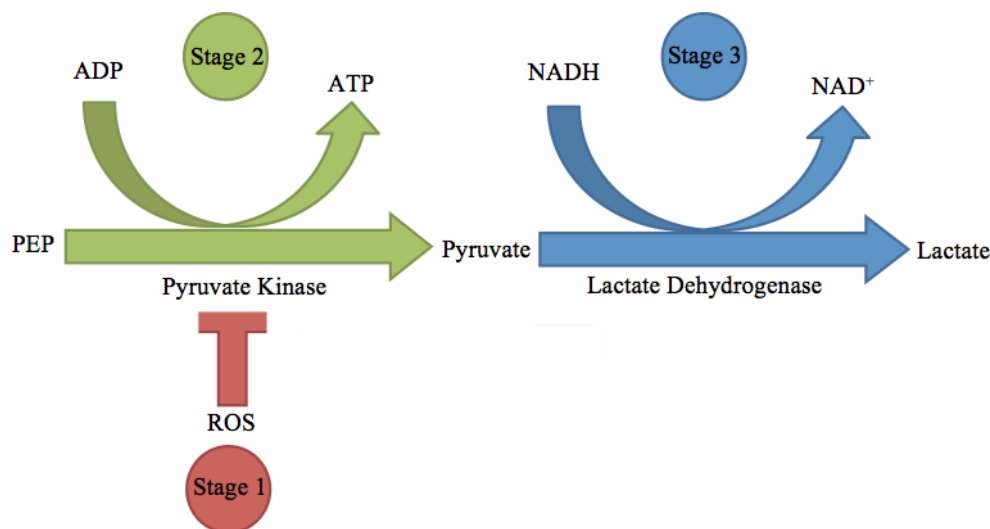 Stage 2
Stage 3
ADP
ATP
NADH
NAD⁺
PEP
Pyruvate
Lactate
Pyruvate Kinase
Lactate Dehydrogenase
ROS
Stage 1